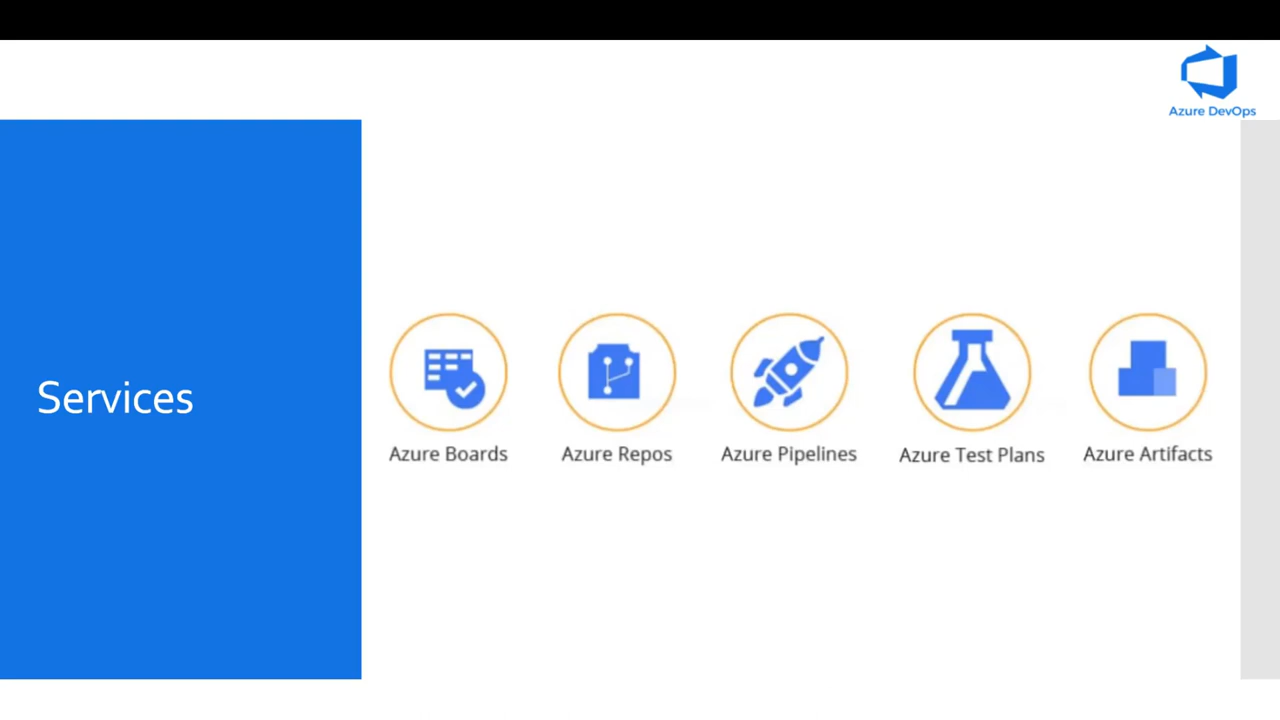 Azure DevOps
Services
Azure Boards
Azure Repos
Azure Pipelines
Azure Test Plans
Azure Artifacts